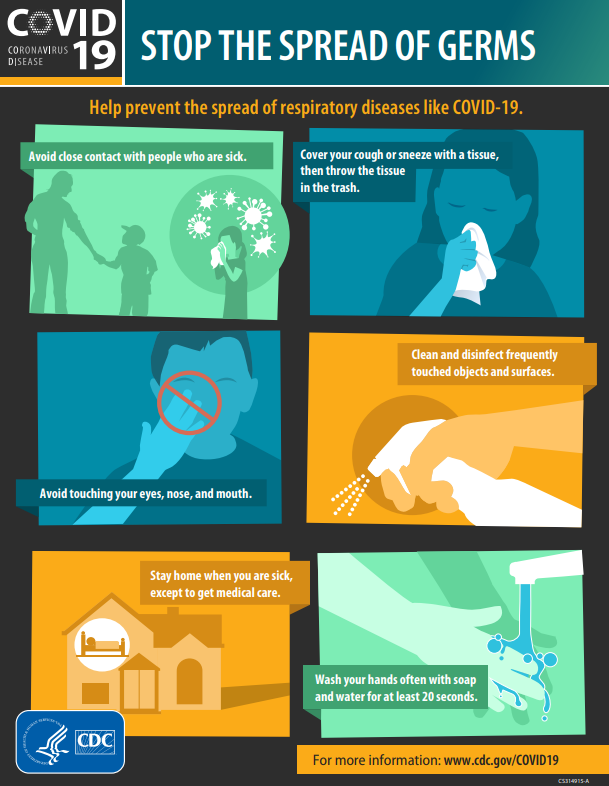 COVID
CORONAVIRUS
DISEASE
19
STOP THE SPREAD OF GERMS
Help prevent the spread of respiratory diseases like COVID-19.
Avoid close contact with people who are sick.
Cover your cough or sneeze with a tissue,
then throw the tissue
in the trash.
Avoid touching your eyes, nose, and mouth.
Clean and disinfect frequently
touched objects and surfaces.
Stay home when you are sick,
except to get medical care.
Wash your hands often with soap
and water for at least 20 seconds.
CDC
For more information: www.cdc.gov/COVID19
CS314915-A